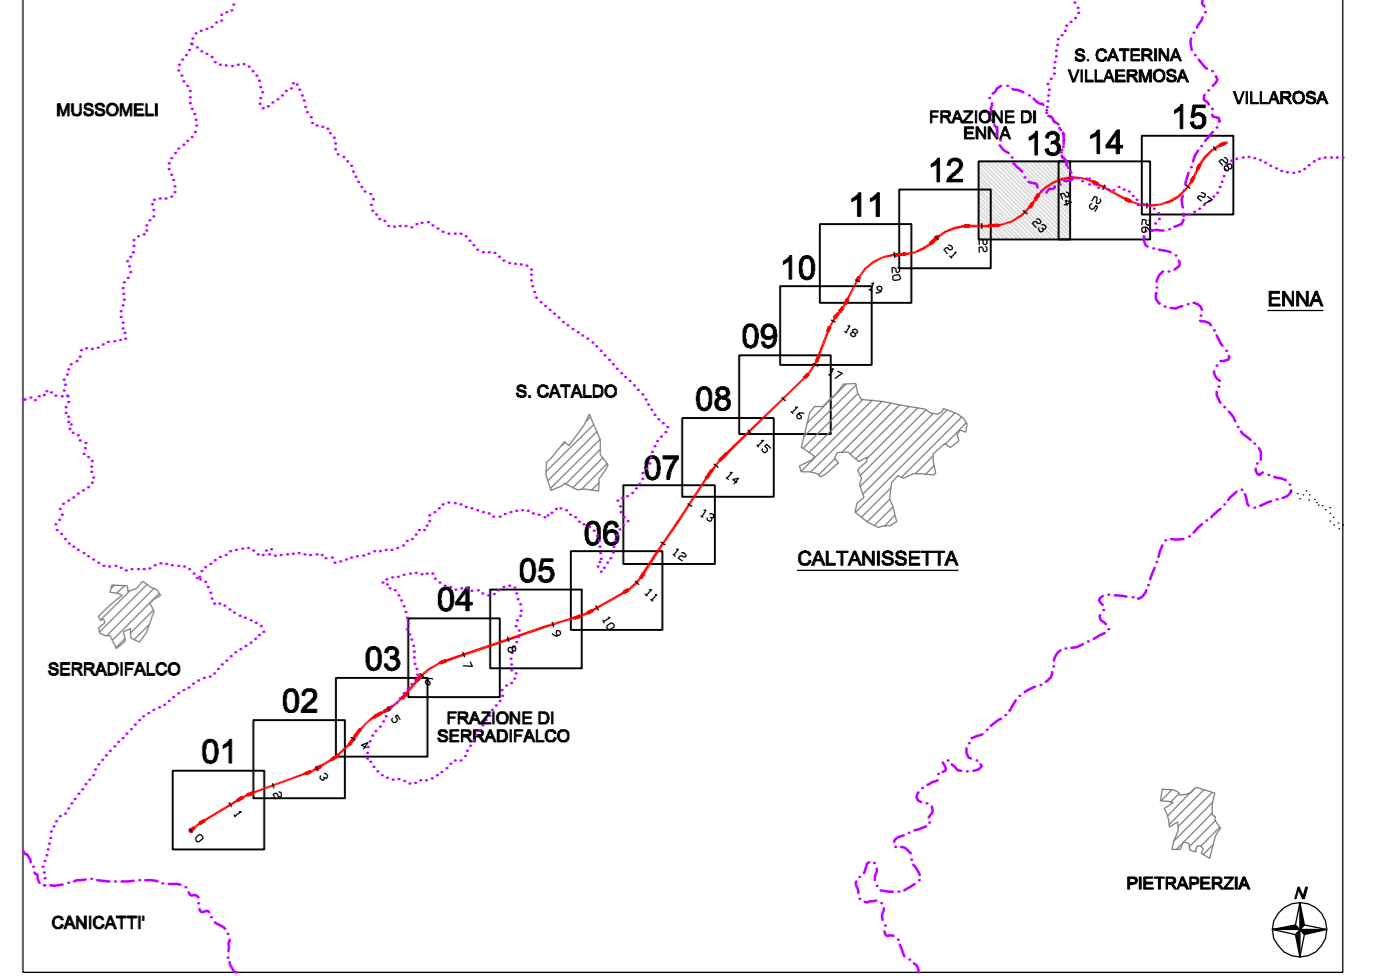 S. CATERINA
VILLAERMOSA
VILLAROSA
MUSSOMELI
FRAZIONE DI
ENNA
15
14
13
12
11
10
09
08
07
06
05
04
03
02
01
28
27
26
25
24
23
22
21
20
19
18
17
16
15
14
13
12
11
10
9
8
7
6
5
4
3
2
1
0
ENNA
S. CATALDO
CALTANISSETTA
SERRADIFALCO
FRAZIONE DI
SERRADIFALCO
PIETRAPERZIA
CANICATTI'
N